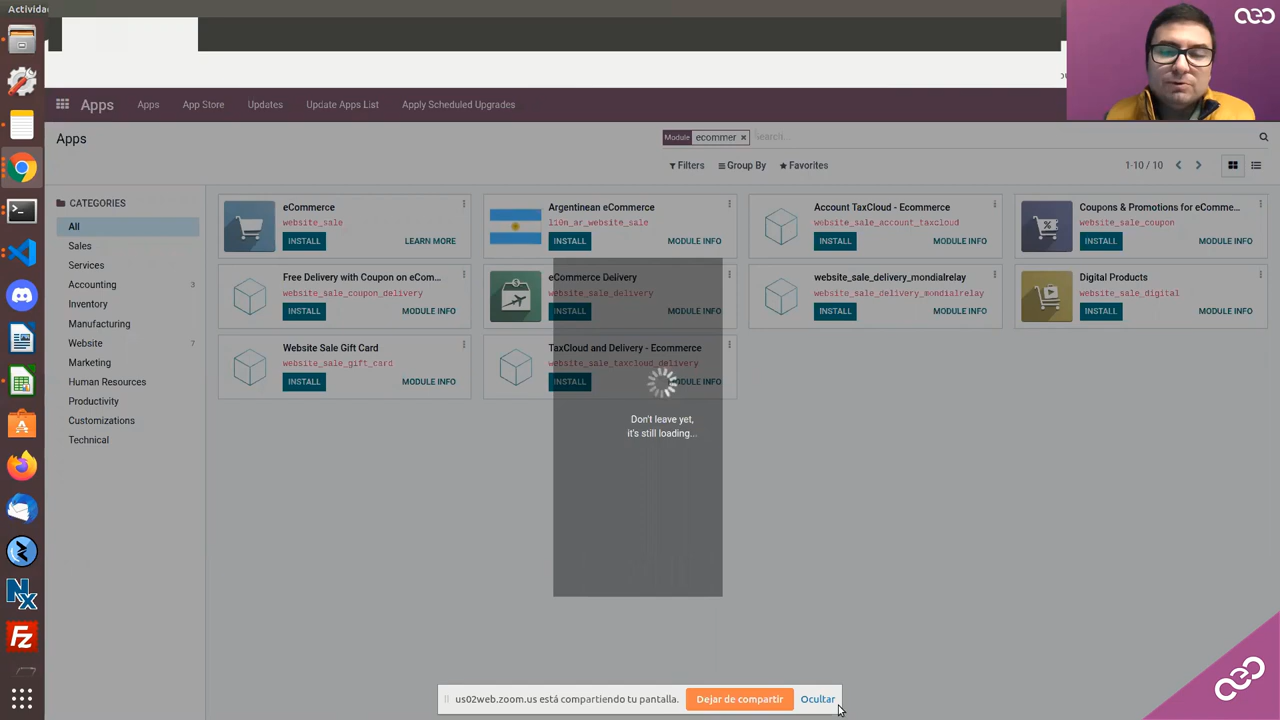 Activida
Apps
Apps
App Store
Updates
Update Apps List
Apply Scheduled Upgrades
Apps
Module ecommer × Search...
Filters
Group By
Favorites
1-10 / 10
CATEGORIES
All
Sales
Services
Accounting 3
Inventory
Manufacturing
Website 7
Marketing
Human Resources
Productivity
Customizations
Technical
eCommerce
website_sale
INSTALL
LEARN MORE
Argentinean eCommerce
l10n_ar_website_sale
INSTALL
MODULE INFO
Account TaxCloud - Ecommerce
website_sale_account_taxcloud
INSTALL
MODULE INFO
Coupons & Promotions for eComme...
website_sale_coupon
INSTALL
MODULE INFO
Free Delivery with Coupon on eCom...
website_sale_coupon_delivery
INSTALL
MODULE INFO
eCommerce Delivery
website_sale_delivery
INSTALL
MODULE INFO
website_sale_delivery_mondialrelay
website_sale_delivery_mondialrelay
INSTALL
MODULE INFO
Digital Products
website_sale_digital
INSTALL
MODULE INFO
Website Sale Gift Card
website_sale_gift_card
INSTALL
MODULE INFO
TaxCloud and Delivery - Ecommerce
website_sale_taxcloud_delivery
INSTALL
MODULE INFO
Don't leave yet,
it's still loading...
us02web.zoom.us está compartiendo tu pantalla.
Dejar de compartir
Ocultar